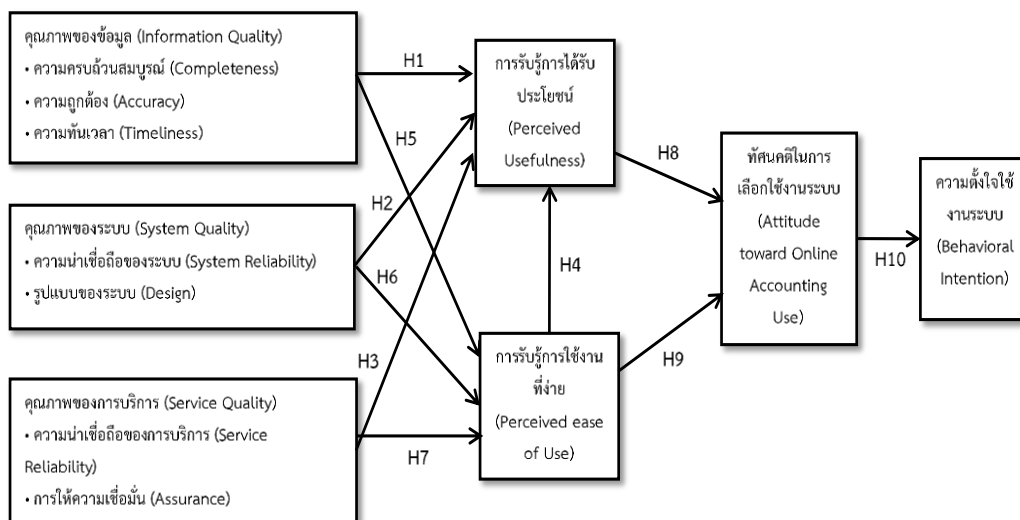 คุณภาพของข้อมูล (Information Quality)
• ความครบถ้วนสมบูรณ์ (Completeness)
• ความถูกต้อง (Accuracy)
• ความทันเวลา (Timeliness)
คุณภาพของระบบ (System Quality)
• ความน่าเชื่อถือของระบบ (System Reliability)
• รูปแบบของระบบ (Design)
คุณภาพของการบริการ (Service Quality)
• ความน่าเชื่อถือของการบริการ (Service
Reliability)
• การให้ความเชื่อมั่น (Assurance)
H1
H5
H2
H6
H3
H7
การรับรู้การได้รับ
ประโยชน์
(Perceived
Usefulness)
H4
การรับรู้การใช้งาน
ที่ง่าย
(Perceived ease
of Use)
H8
H9
ทัศนคติในการ
เลือกใช้งานระบบ
(Attitude
toward Online
Accounting
Use)
H10
ความตั้งใจใช้
งานระบบ
(Behavioral
Intention)